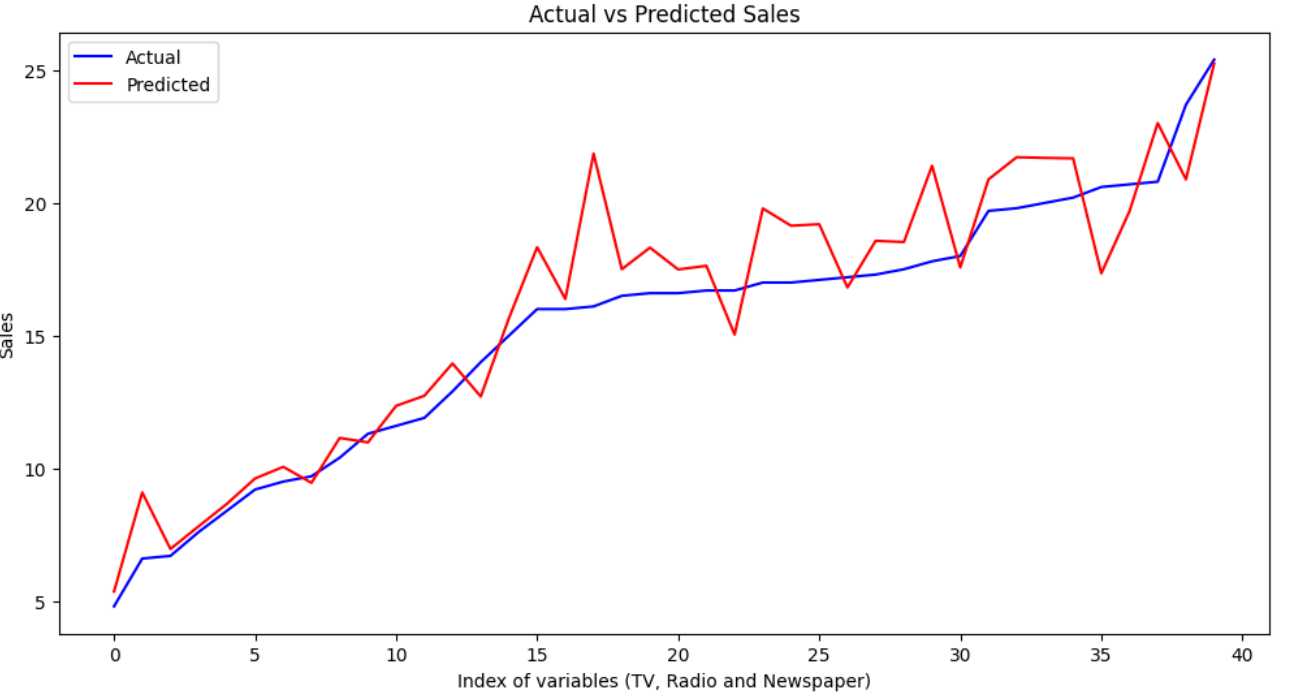 Actual vs Predicted Sales
Actual
Predicted
25
20
15
10
5
Sales
0 5 10 15 20 25 30 35 40
Index of variables (TV, Radio and Newspaper)